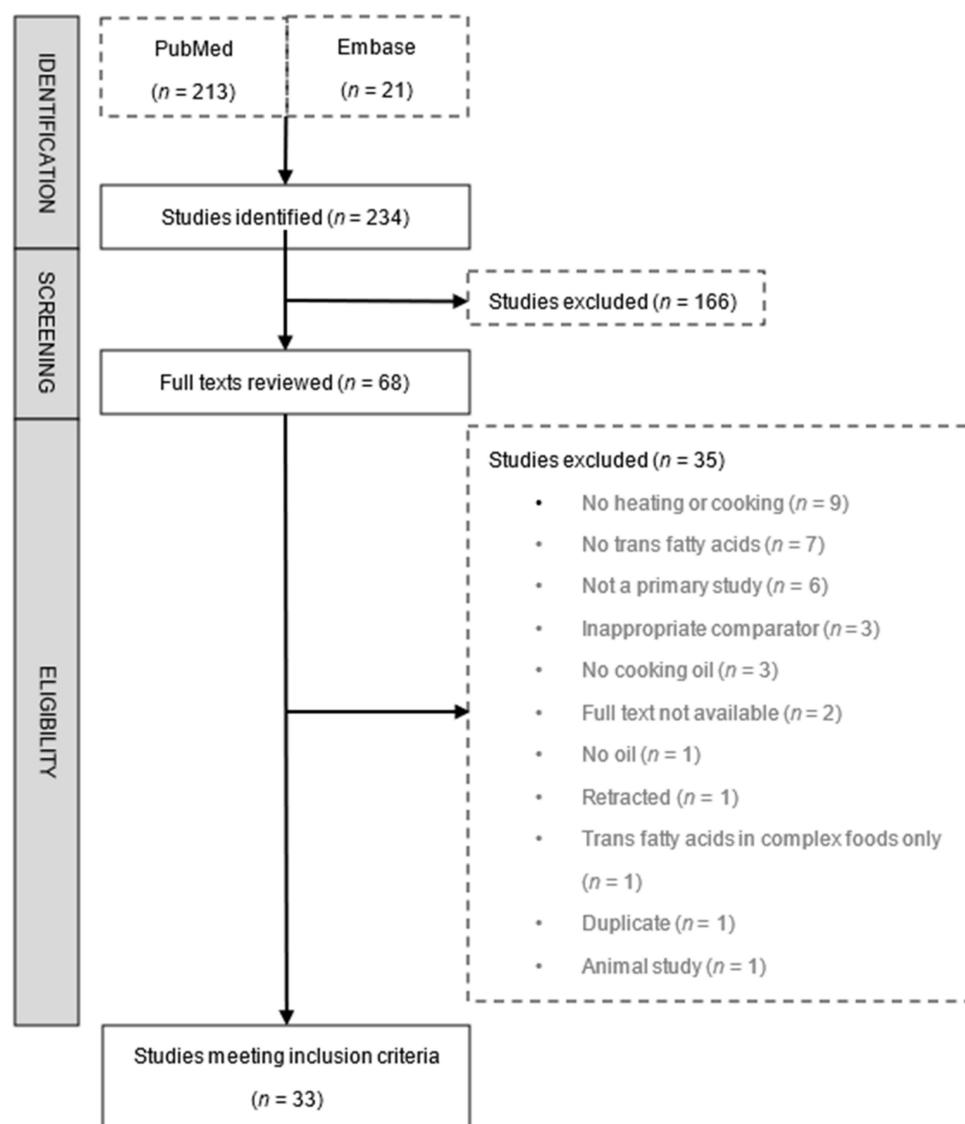 IDENTIFICATION
PubMed
(n = 213)
Embase
(n = 21)
Studies identified (n = 234)
SCREENING
Studies excluded (n = 166)
Full texts reviewed (n = 68)
ELIGIBILITY
Studies excluded (n = 35)
• No heating or cooking (n = 9)
• No trans fatty acids (n = 7)
• Not a primary study (n = 6)
• Inappropriate comparator (n = 3)
• No cooking oil (n = 3)
• Full text not available (n = 2)
• No oil (n = 1)
• Retracted (n = 1)
• Trans fatty acids in complex foods only
(n = 1)
• Duplicate (n = 1)
• Animal study (n = 1)
Studies meeting inclusion criteria
(n = 33)